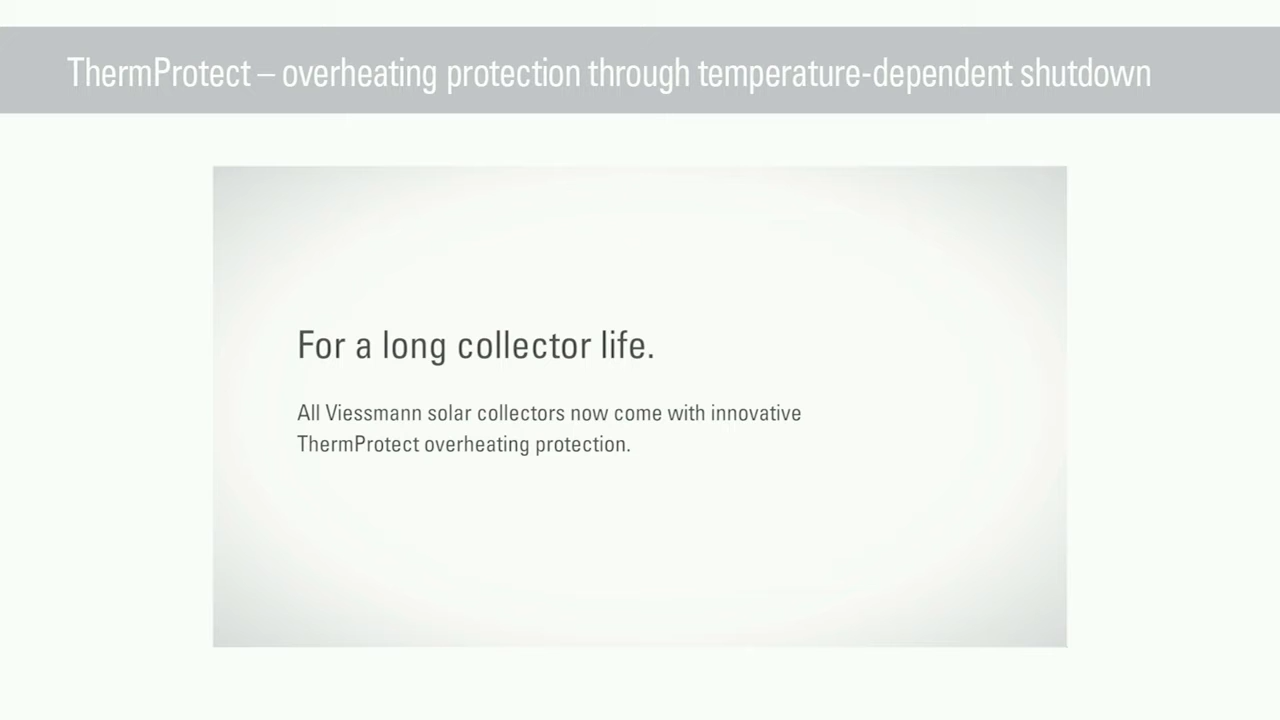 ThermProtect – overheating protection through temperature-dependent shutdown
For a long collector life.
All Viessmann solar collectors now come with innovative
ThermProtect overheating protection.